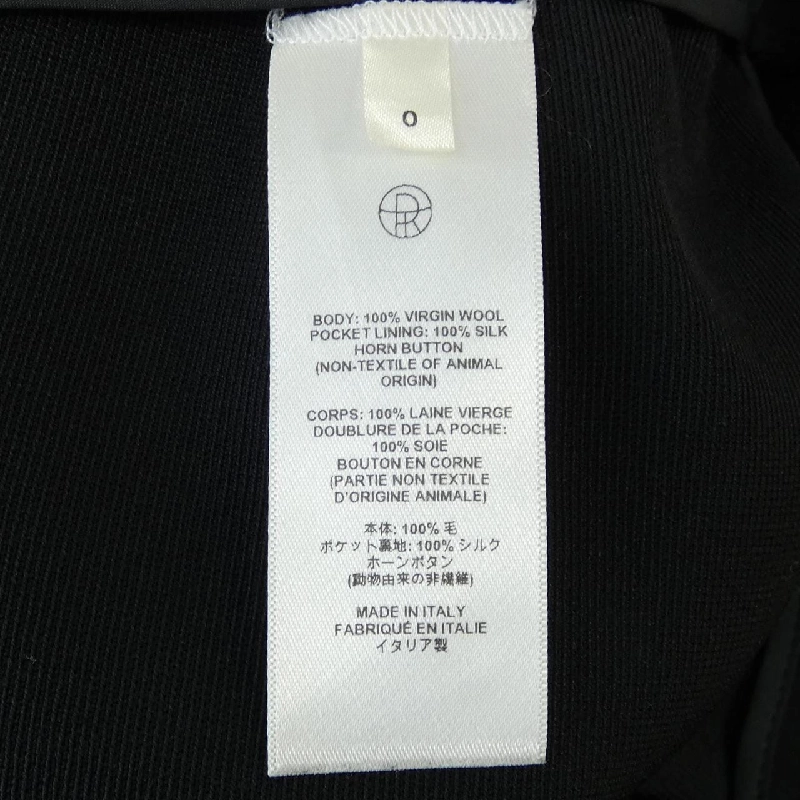 0
BODY: 100% VIRGIN WOOL
POCKET LINING: 100% SILK
HORN BUTTON
(NON-TEXTILE OF ANIMAL
ORIGIN)
CORPS: 100% LAINE VIERGE
DOUBLURE DE LA POCHE:
100% SOIE
BOUTON EN CORNE
(PARTIE NON TEXTILE
D'ORIGINE ANIMALE)
本体: 100% 毛
ポケット裏地: 100% シルク
ホーンボタン
(動物由来の非繊維)
MADE IN ITALY
FABRIQUÉ EN ITALIE
イタリア製